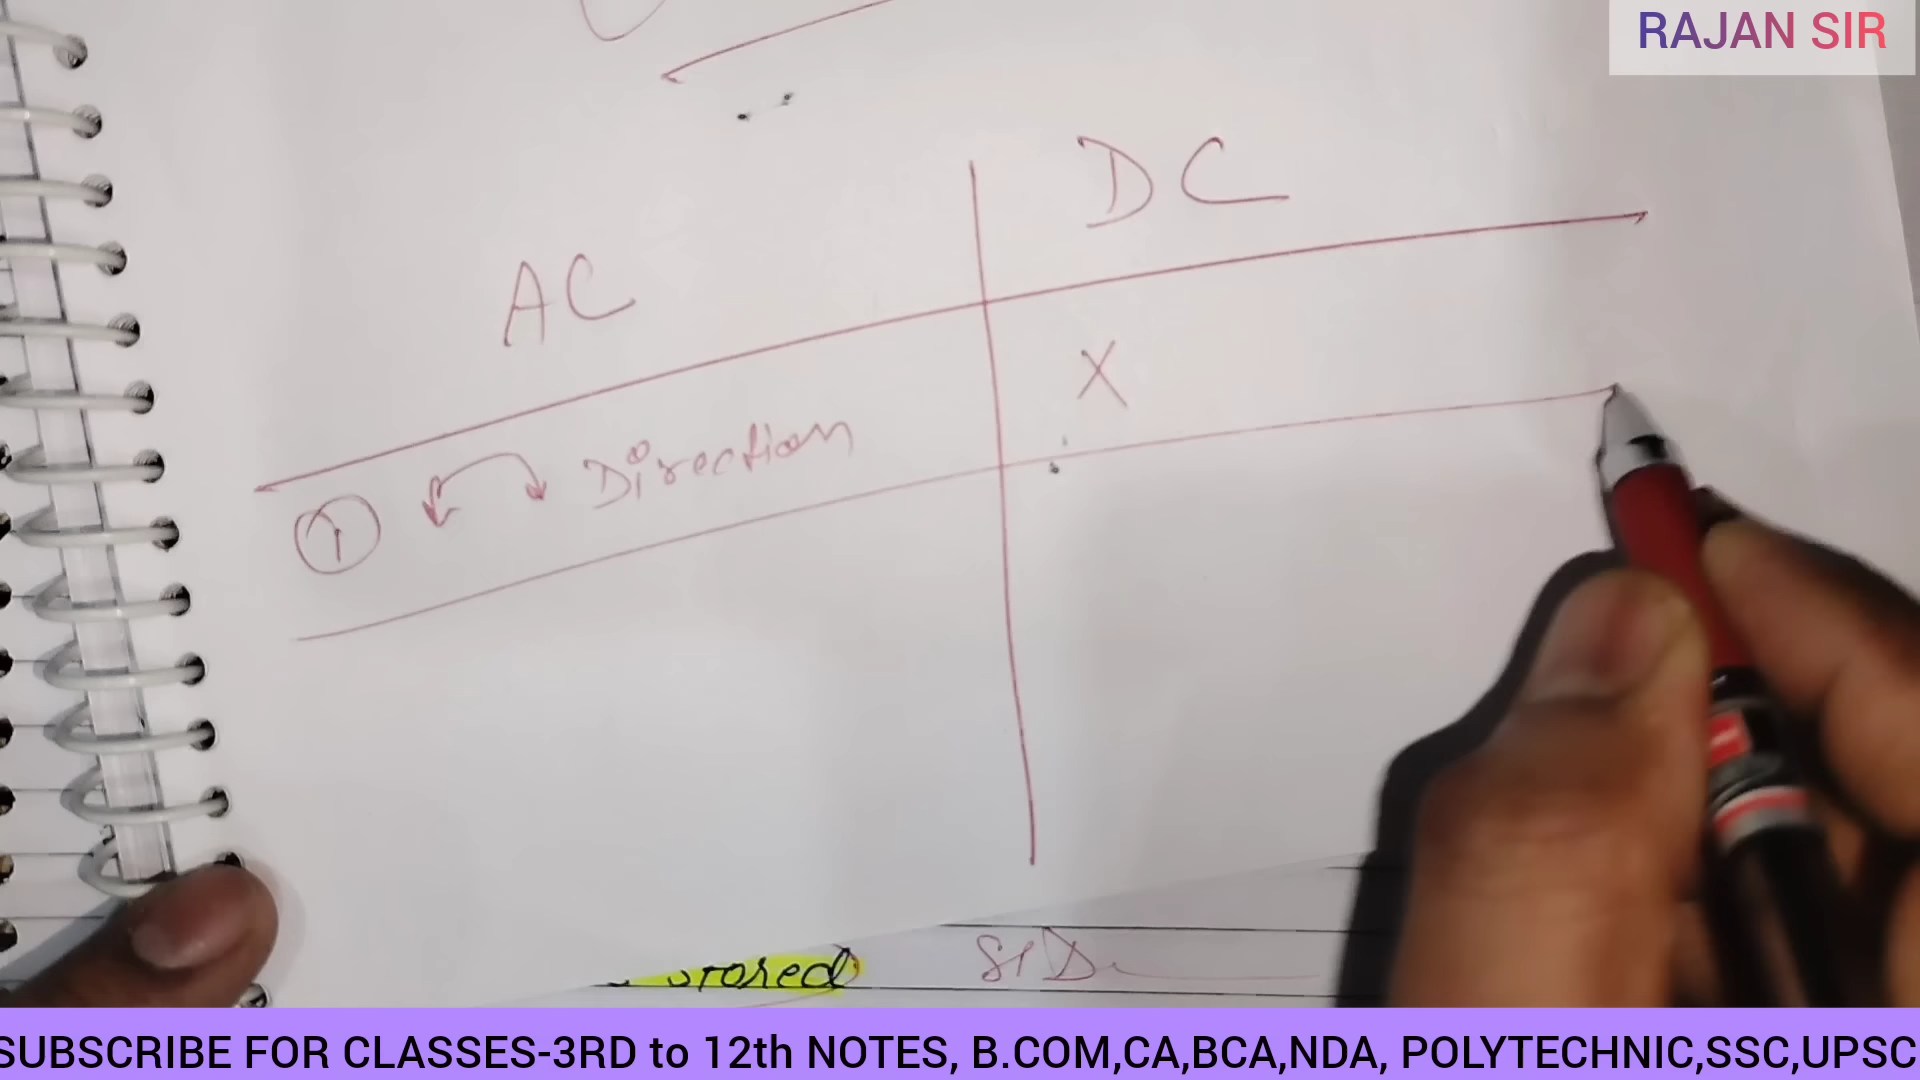 RAJAN SIR
AC
DC
① Direction
X
stored
SUBSCRIBE FOR CLASSES-3RD to 12th NOTES, B.COM,CA,BCA,NDA, POLYTECHNIC,SSC,UPSC